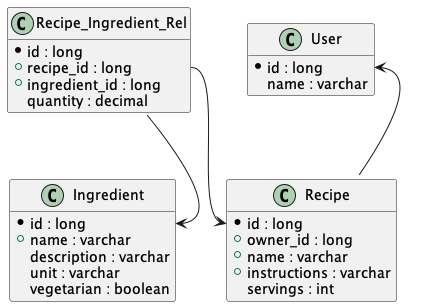 C Recipe_Ingredient_Rel
id : long
recipe_id : long
ingredient_id : long
quantity : decimal
C User
id : long
name : varchar
C Ingredient
id : long
name : varchar
description : varchar
unit : varchar
vegetarian : boolean
C Recipe
id : long
owner_id : long
name : varchar
instructions : varchar
servings : int